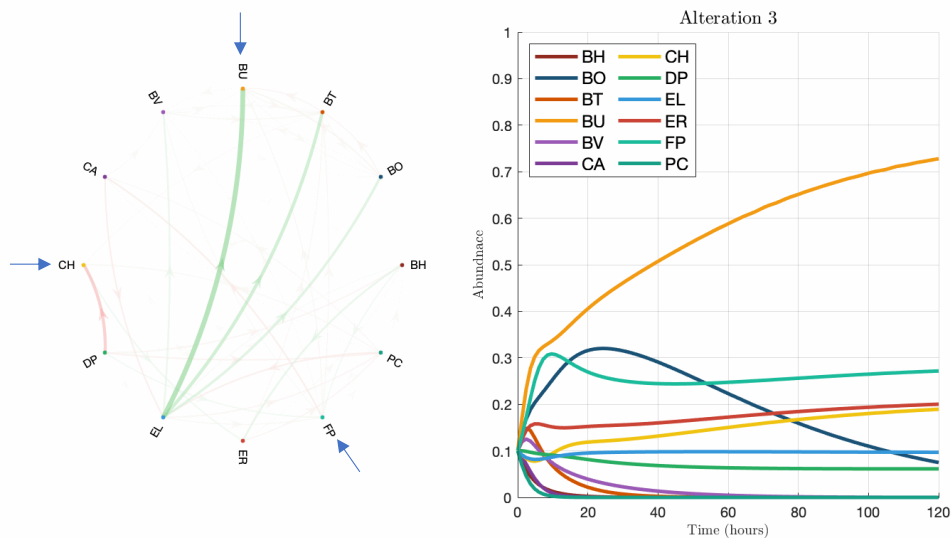 Alteration 3
BU
BV
BT
CA
BO
CH
BH
DP
PC
EL
ER
FP
BH
CH
BO
DP
BT
EL
BU
ER
BV
FP
CA
PC
Abundnacc
1
0.9
0.8
0.7
0.6
0.5
0.4
0.3
0.2
0.1
0
0
20
40
60
80
100
120
Time (hours)